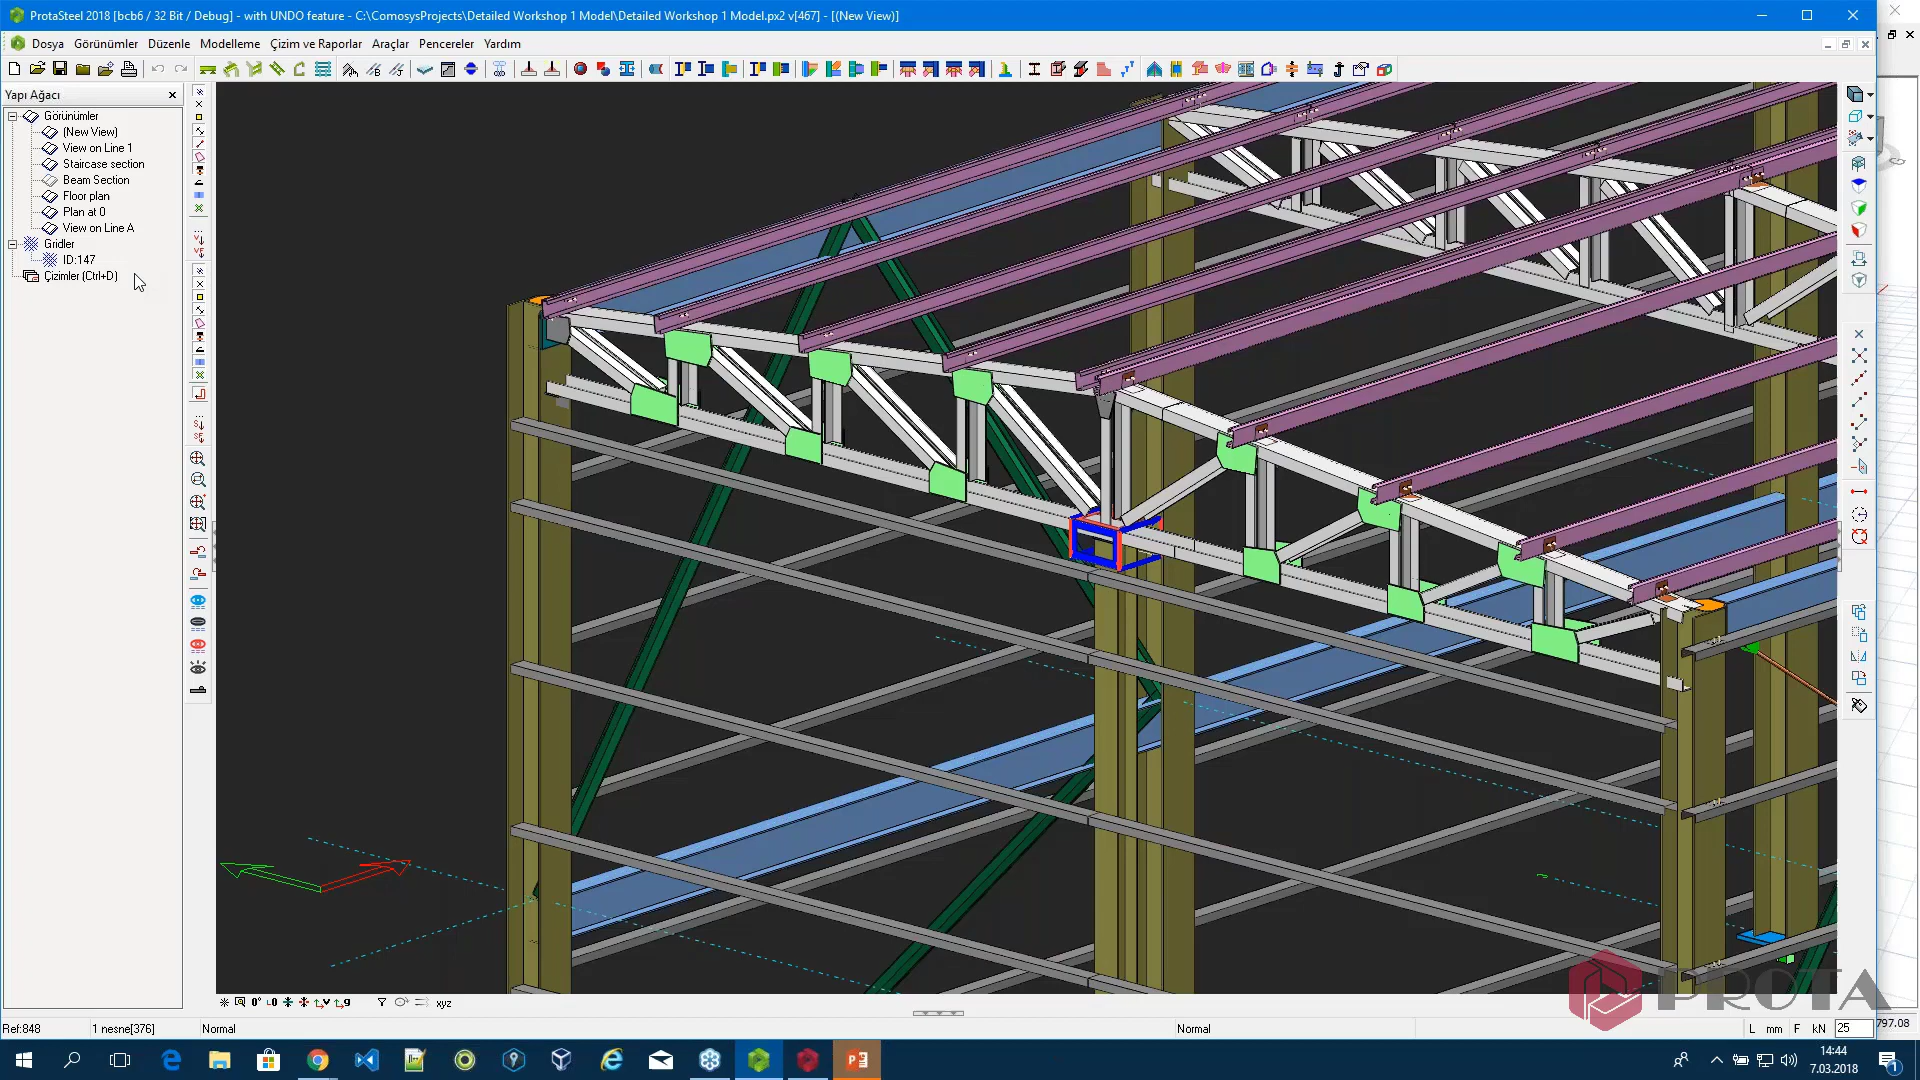 ProtaSteel 2018 [bcb6 / 32 Bit / Debug] - with UNDO feature - C:\ComosysProjects\Detailed Workshop 1 Model\Detailed Workshop 1 Model.px2 v[467] - [(New View)]
Dosya Görünümler Düzenle Modelleme Çizim ve Raporlar Araçlar Pencereler Yardım
Yapı Ağacı
Görünümler
(New View)
View on Line 1
Staircase section
Beam Section
Floor plan
Plan at 0
View on Line A
Gridler
ID:147
Çizimler (Ctrl+D)
xyz
PROTA
Ref:848 1 nesne[376] Normal Normal L mm F kN 25 797.08
14:44
7.03.2018